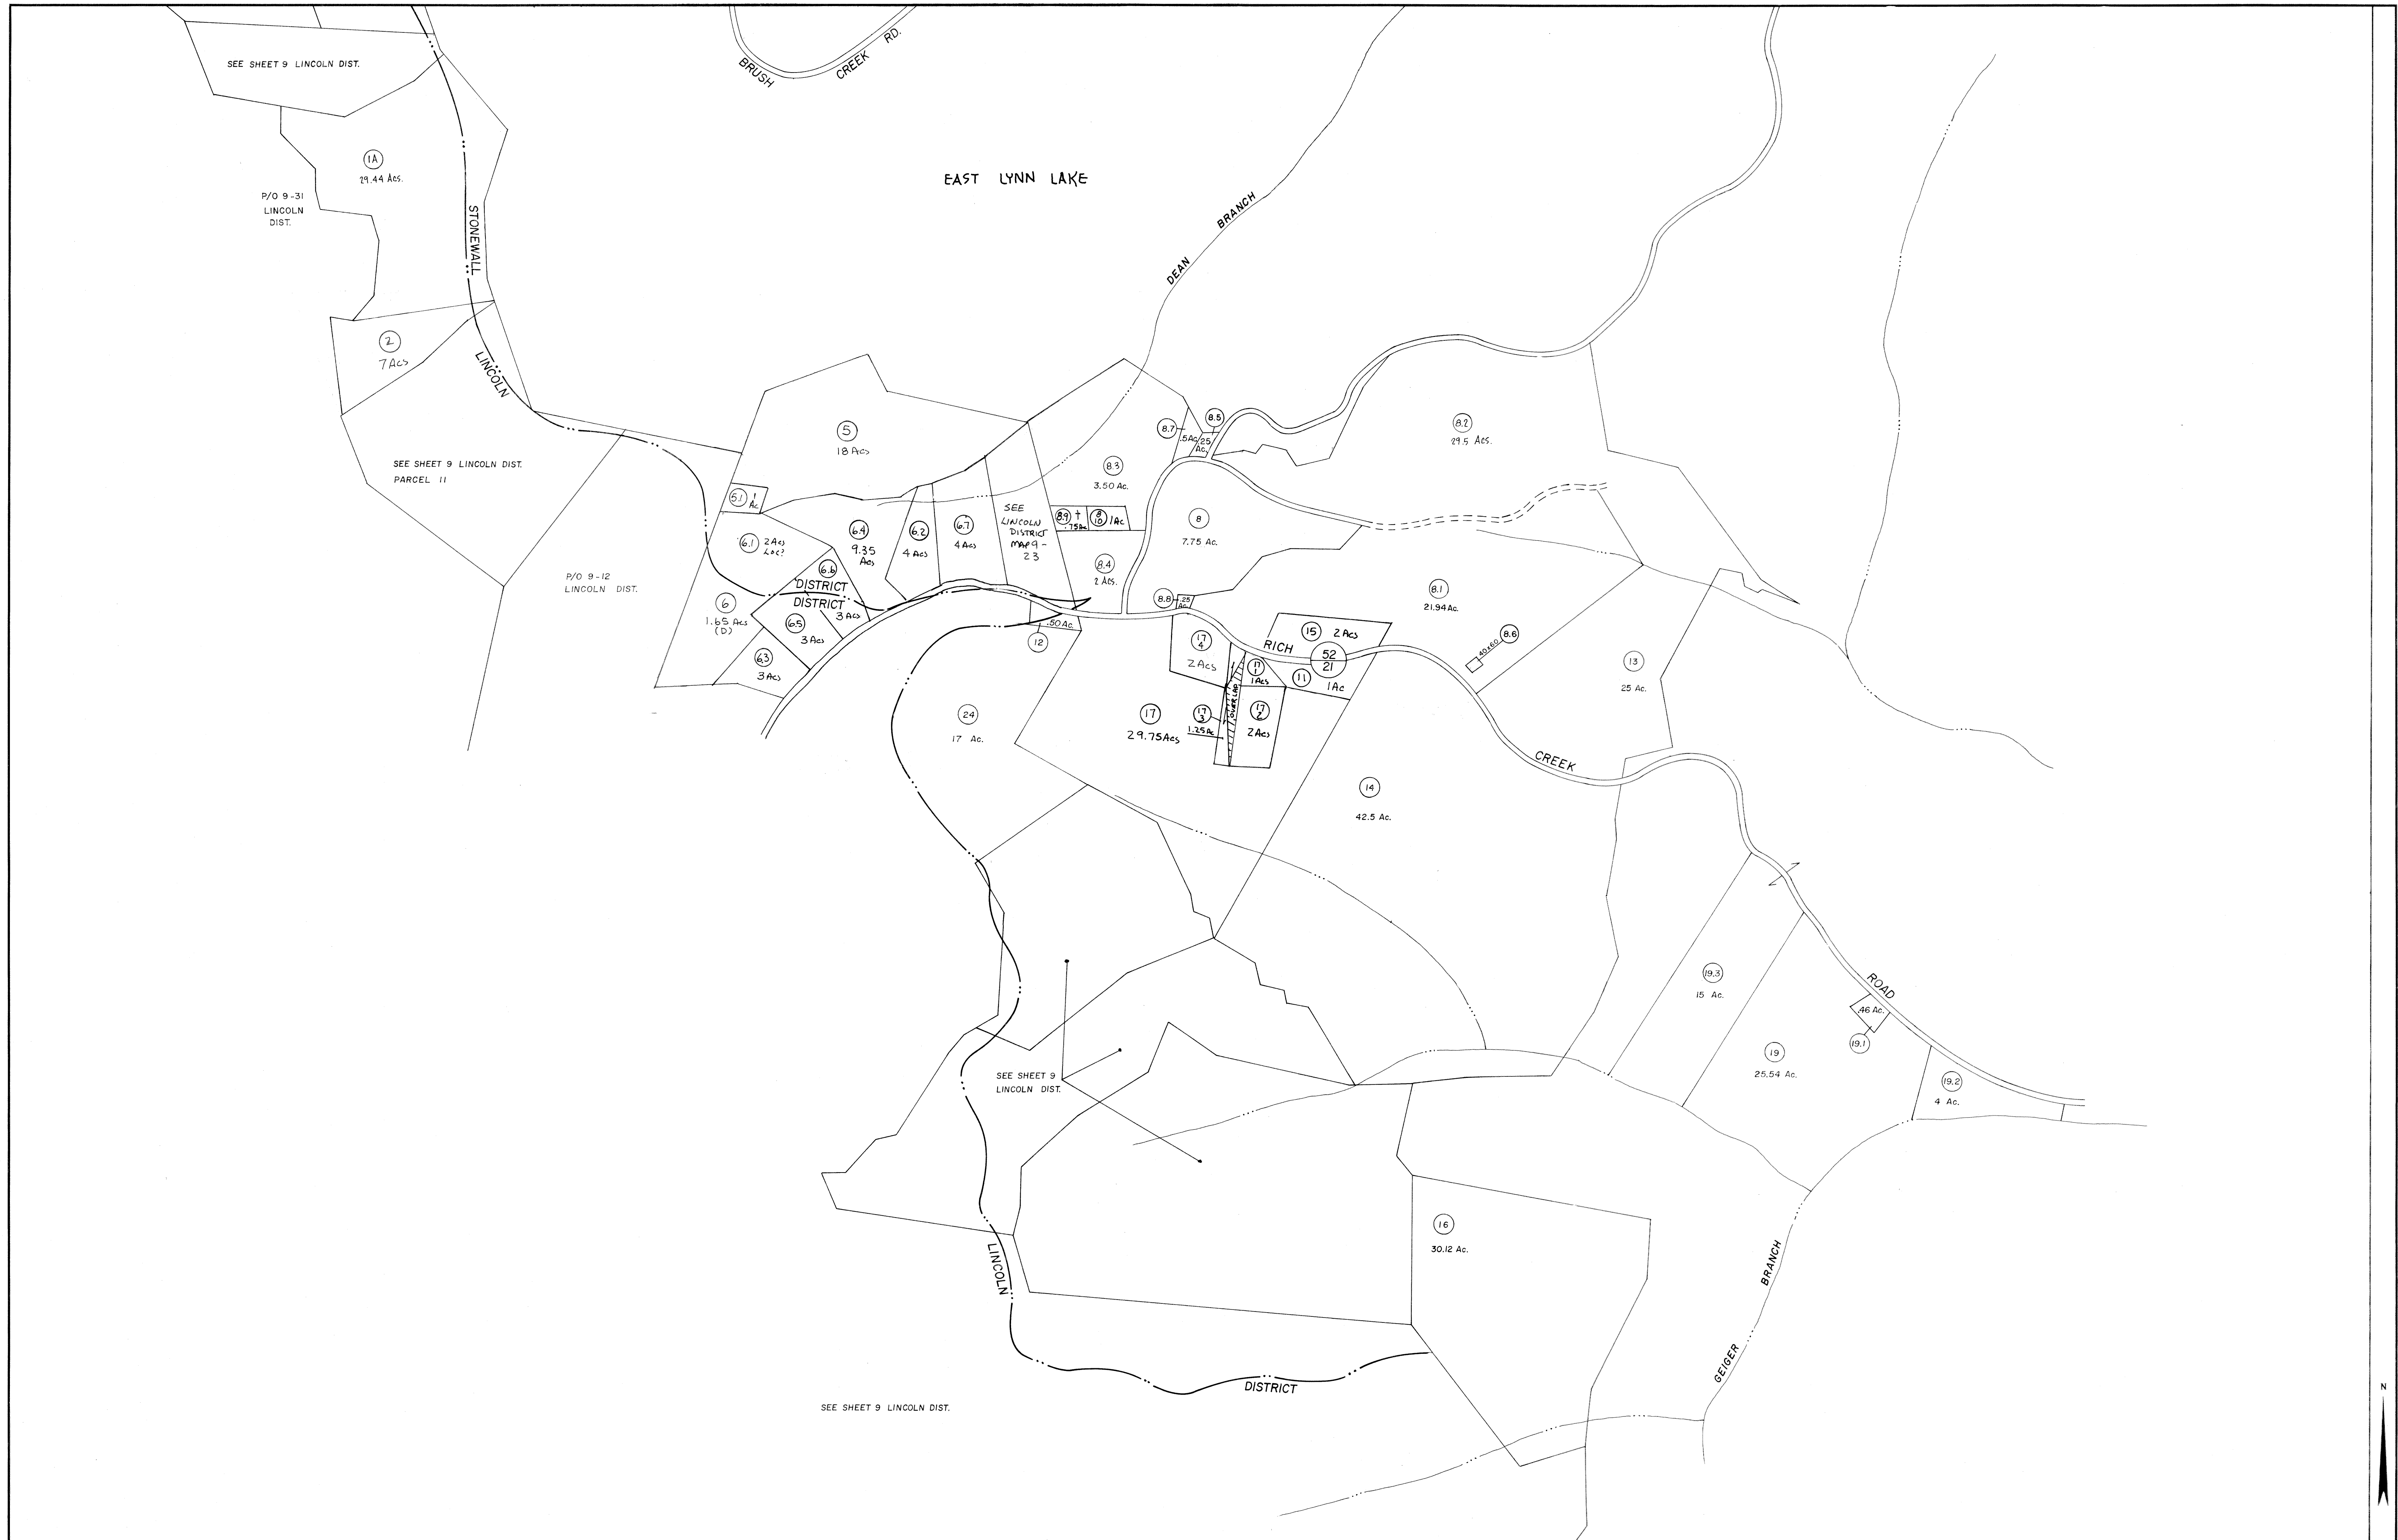 SEE SHEET 9 LINCOLN DIST.
BRUSH CREEK RD.
1A
29.44 Acs.
P/O 9-31
LINCOLN
DIST.
STONEWALL
EAST LYNN LAKE
DEAN BRANCH
2
7 Acs
LINCOLN
SEE SHEET 9 LINCOLN DIST.
PARCEL 11
P/O 9-12
LINCOLN DIST.
5
18 Acs
5.1
1
Ac
6.1
2 Acs
Loc?
6.4
9.35
Acs
6.2
4 Acs
6.7
4 Acs
SEE
LINCOLN
DISTRICT
MAP 9-
23
6.6
DISTRICT
DISTRICT
3 Acs
6
1.65 Acs
(D)
6.5
3 Acs
6.3
3 Acs
8.7
.5Ac
8.5
.25
Ac.
8.3
3.50 Ac.
8.9
.75Ac
8
10
1Ac
8.4
2 Acs.
8
7.75 Ac.
8.8
.25
Ac.
8.2
29.5 Acs.
8.1
21.94 Ac.
8.6
40x60
13
25 Ac.
.50 Ac.
12
24
17 Ac.
17
4
2 Acs
RICH
15
2 Acs
52
21
17
1
1 Acs
11
1 Ac
OVER LAP
17
29.75 Acs
17
3
1.25 Ac
17
2
2 Acs
14
42.5 Ac.
CREEK
ROAD
19.3
15 Ac.
.46 Ac.
19.1
19
25.54 Ac.
19.2
4 Ac.
SEE SHEET 9
LINCOLN DIST.
16
30.12 Ac.
LINCOLN
DISTRICT
GEIGER BRANCH
SEE SHEET 9 LINCOLN DIST.
N